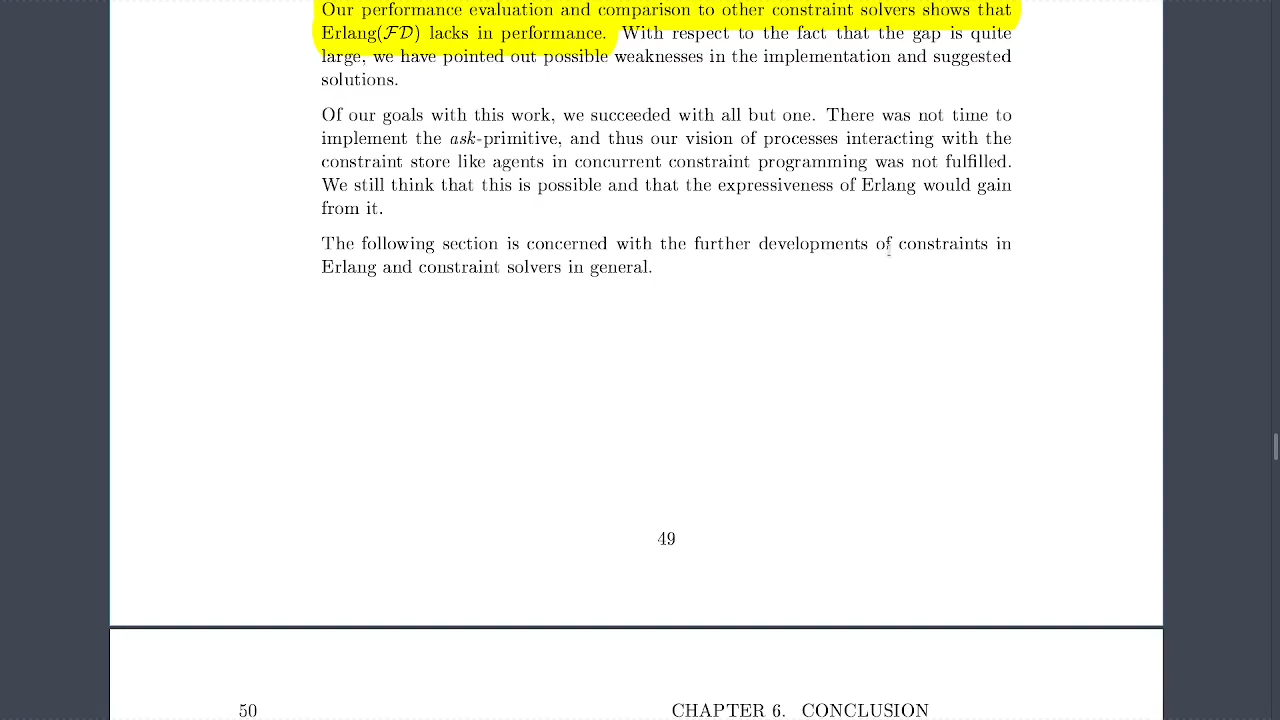 Our performance evaluation and comparison to other constraint solvers shows that
Erlang(ℱ𝒟) lacks in performance. With respect to the fact that the gap is quite
large, we have pointed out possible weaknesses in the implementation and suggested
solutions.
Of our goals with this work, we succeeded with all but one. There was not time to
implement the ask-primitive, and thus our vision of processes interacting with the
constraint store like agents in concurrent constraint programming was not fulfilled.
We still think that this is possible and that the expressiveness of Erlang would gain
from it.
The following section is concerned with the further developments of constraints in
Erlang and constraint solvers in general.
49
50 CHAPTER 6. CONCLUSION